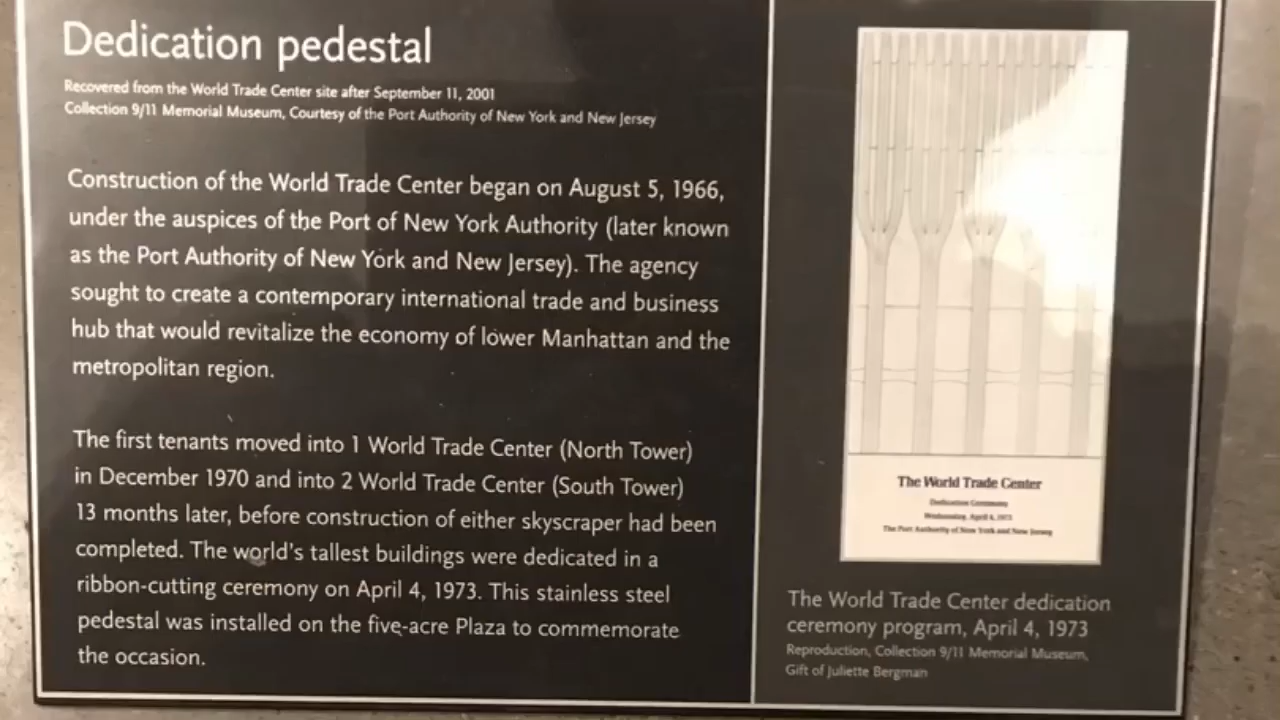 Dedication pedestal
Recovered from the World Trade Center site after September 11, 2001
Collection 9/11 Memorial Museum, Courtesy of the Port Authority of New York and New Jersey
Construction of the World Trade Center began on August 5, 1966,
under the auspices of the Port of New York Authority (later known
as the Port Authority of New York and New Jersey). The agency
sought to create a contemporary international trade and business
hub that would revitalize the economy of lower Manhattan and the
metropolitan region.
The first tenants moved into 1 World Trade Center (North Tower)
in December 1970 and into 2 World Trade Center (South Tower)
13 months later, before construction of either skyscraper had been
completed. The world's tallest buildings were dedicated in a
ribbon-cutting ceremony on April 4, 1973. This stainless steel
pedestal was installed on the five-acre Plaza to commemorate
the occasion.
The World Trade Center
Dedication Ceremony
Wednesday, April 4, 1973
The Port Authority of New York and New Jersey
The World Trade Center dedication
ceremony program, April 4, 1973
Reproduction, Collection 9/11 Memorial Museum,
Gift of Juliette Bergman